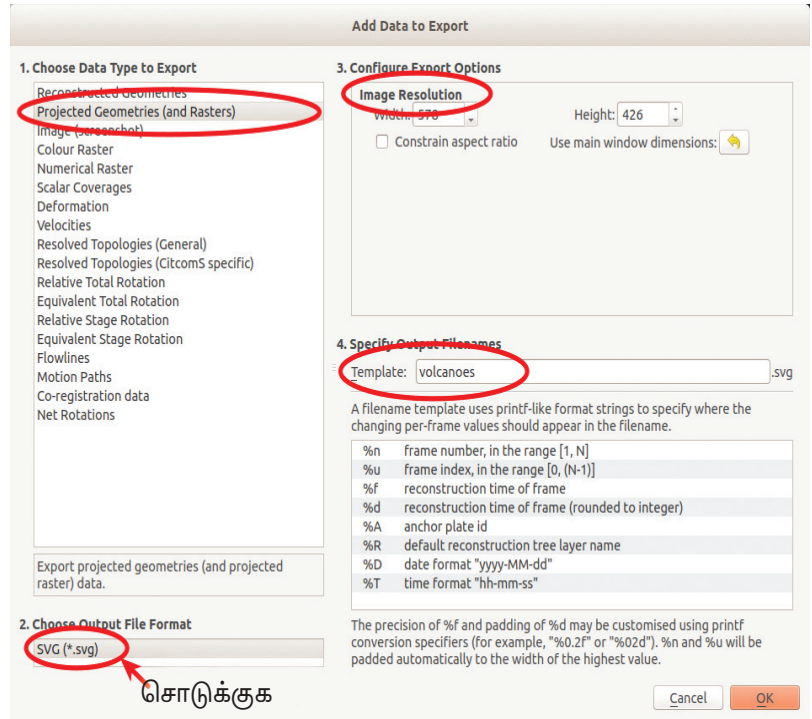 Add Data to Export
1. Choose Data Type to Export
Reconstructed Geometries
Projected Geometries (and Rasters)
Image (screenshot)
Colour Raster
Numerical Raster
Scalar Coverages
Deformation
Velocities
Resolved Topologies (General)
Resolved Topologies (CitcomS specific)
Relative Total Rotation
Equivalent Total Rotation
Relative Stage Rotation
Equivalent Stage Rotation
Flowlines
Motion Paths
Co-registration data
Net Rotations
Export projected geometries (and projected
raster) data.
2. Choose Output File Format
SVG (*.svg)
சொடுக்குக
3. Configure Export Options
Image Resolution
Width: 570 Height: 426
Constrain aspect ratio Use main window dimensions:
4. Specify Output Filenames
Template: volcanoes .svg
A filename template uses printf-like format strings to specify where the
changing per-frame values should appear in the filename.
%n frame number, in the range [1, N]
%u frame index, in the range [0, (N-1)]
%f reconstruction time of frame
%d reconstruction time of frame (rounded to integer)
%A anchor plate id
%R default reconstruction tree layer name
%D date format "yyyy-MM-dd"
%T time format "hh-mm-ss"
The precision of %f and padding of %d may be customised using printf
conversion specifiers (for example, "%0.2f" or "%02d"). %n and %u will be
padded automatically to the width of the highest value.
Cancel OK